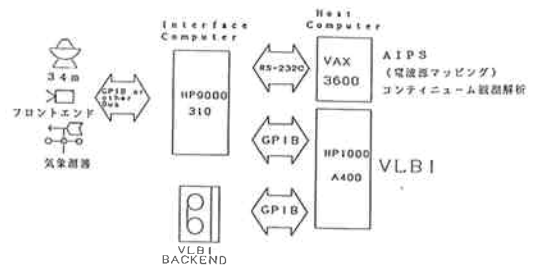 Interface
Computer
Host
Computer
34m
フロントエンド
気象測器
GPIB or
other
Bus
HP9000
310
RS-232C
VAX
3600
AIPS
(電波源マッピング)
コンティニューム観測解析
GPIB
HP1000
A400
VLBI
GPIB
VLBI
BACKEND